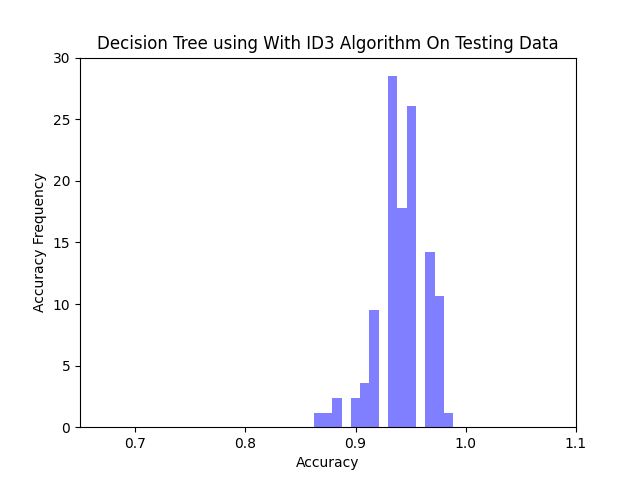 Decision Tree using With ID3 Algorithm On Testing Data
30
25
20
15
10
5
0
Accuracy Frequency
0.7 0.8 0.9 1.0 1.1
Accuracy